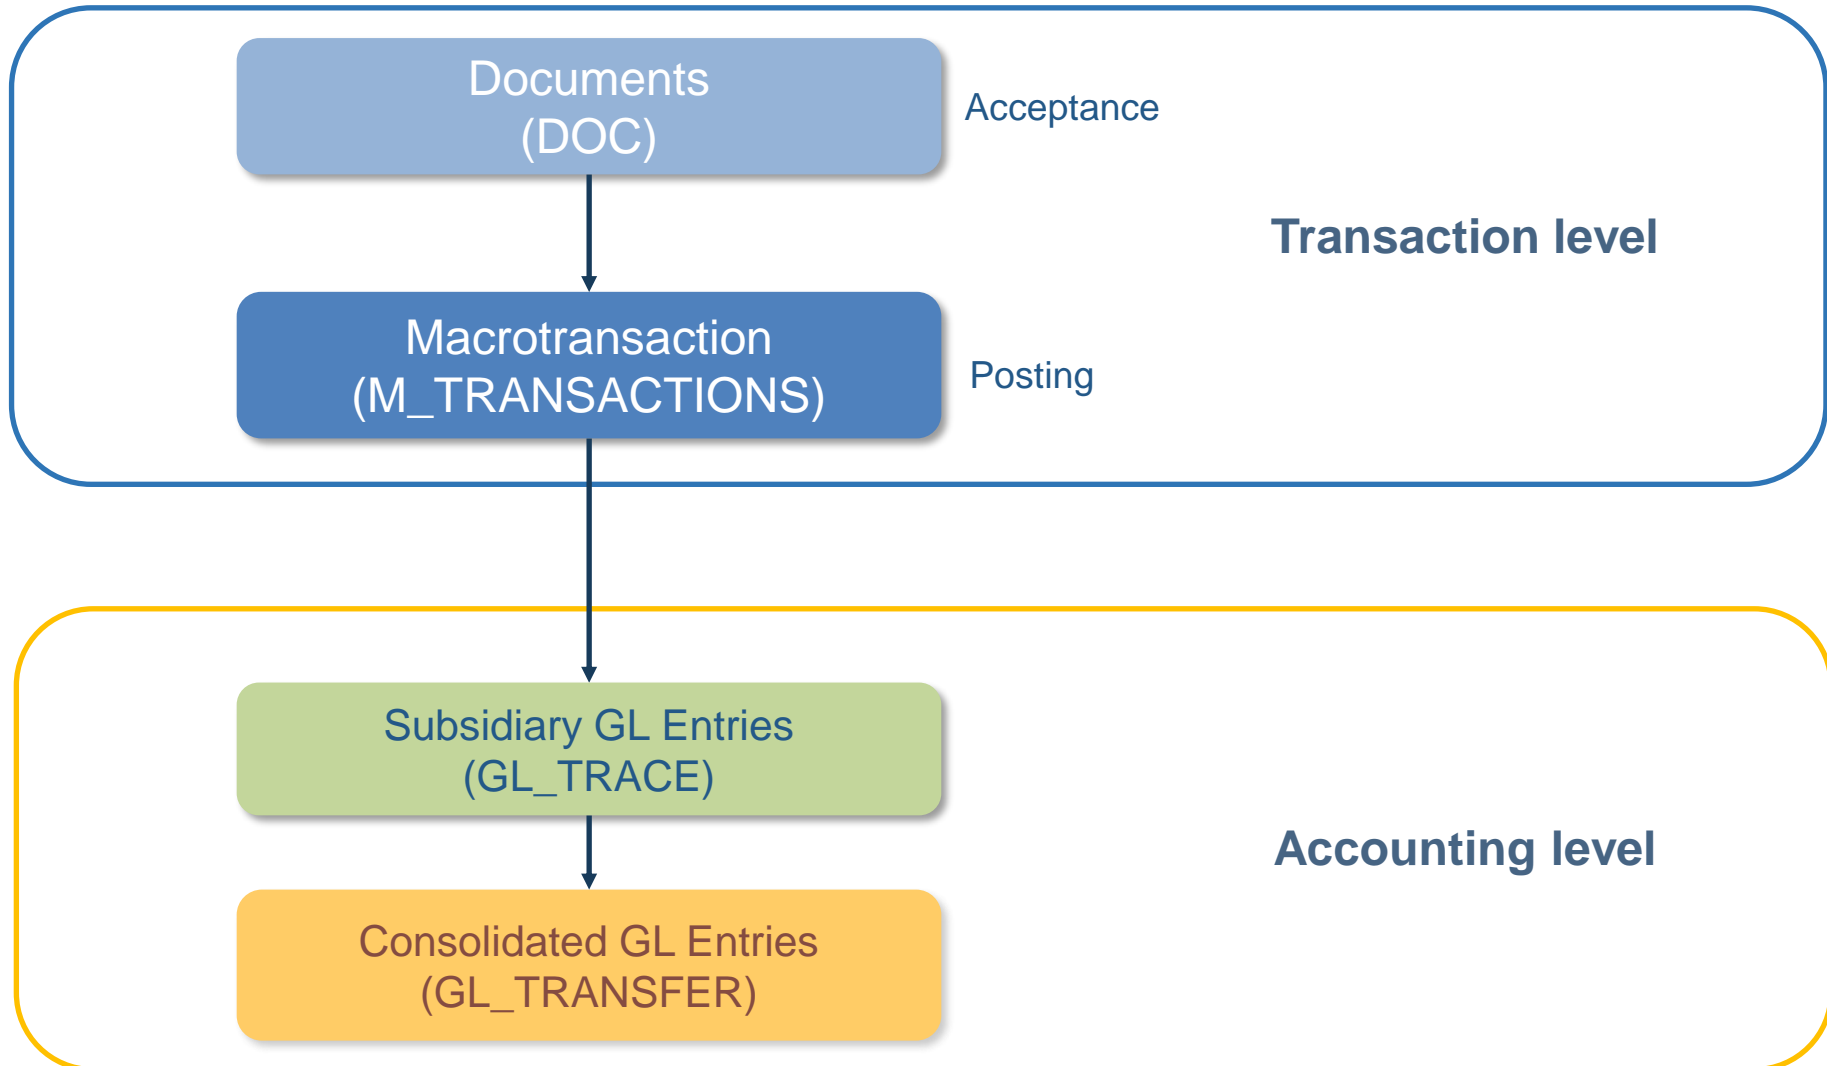 Documents
(DOC)
Acceptance
Transaction level
Macrotransaction
(M_TRANSACTIONS)
Posting
Subsidiary GL Entries
(GL_TRACE)
Accounting level
Consolidated GL Entries
(GL_TRANSFER)